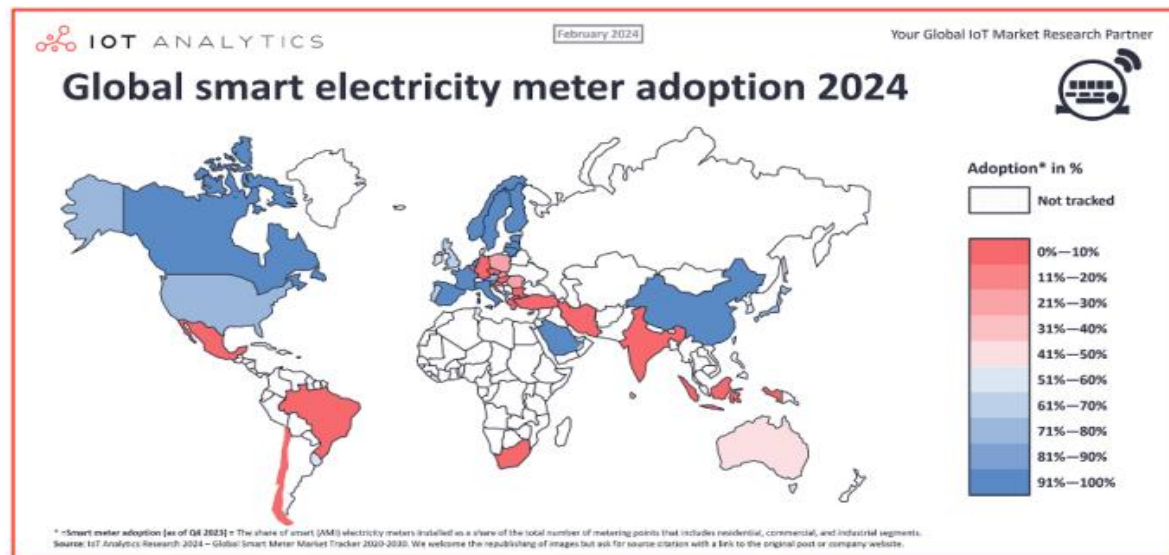 IOT ANALYTICS
February 2024
Your Global IoT Market Research Partner
Global smart electricity meter adoption 2024
Adoption* in %
Not tracked
0%—10%
11%—20%
21%—30%
31%—40%
41%—50%
51%—60%
61%—70%
71%—80%
81%—90%
91%—100%
* =Smart meter adoption [as of Q4 2023] = The share of smart (AMI) electricity meters installed as a share of the total number of metering points that includes residential, commercial, and industrial segments.
Source: IoT Analytics Research 2024 – Global Smart Meter Market Tracker 2020-2030. We welcome the republishing of images but ask for source citation with a link to the original post or company website.